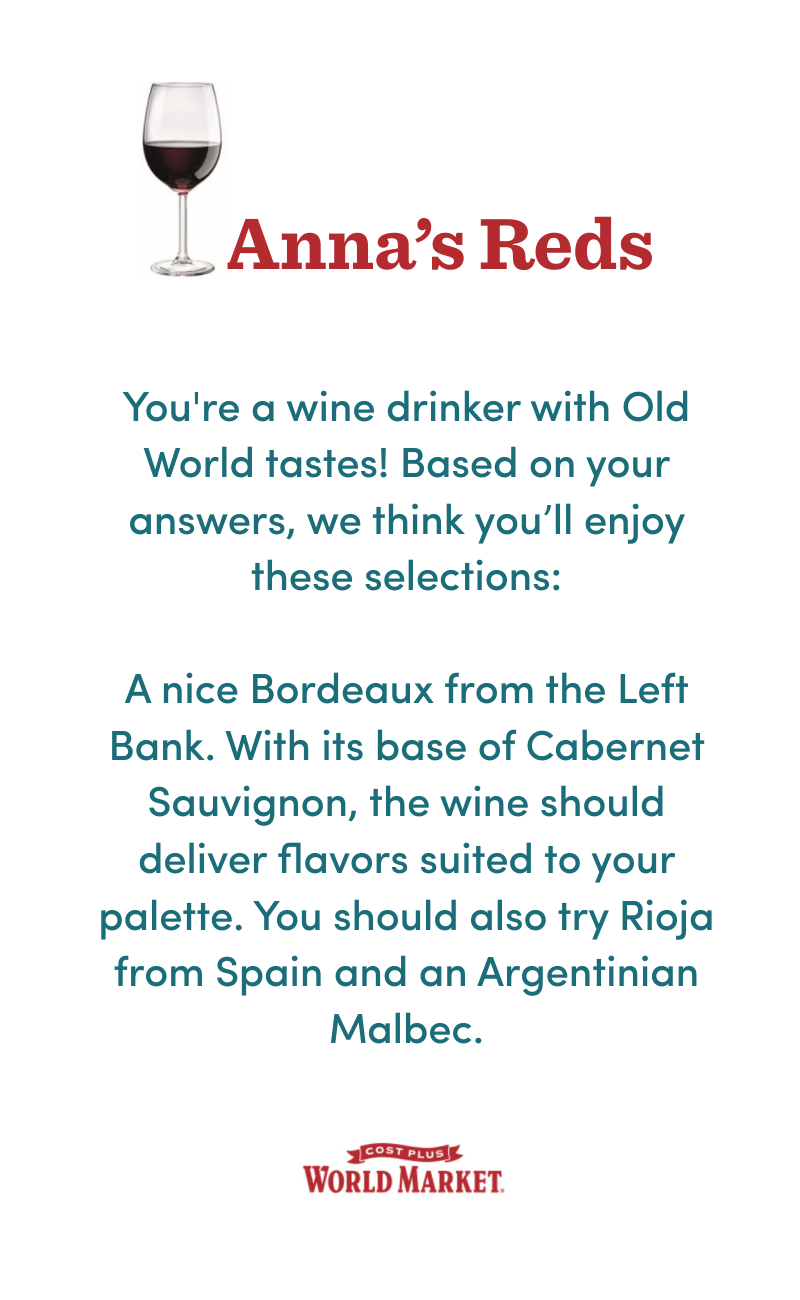 Anna’s Reds
You're a wine drinker with Old
World tastes! Based on your
answers, we think you’ll enjoy
these selections:
A nice Bordeaux from the Left
Bank. With its base of Cabernet
Sauvignon, the wine should
deliver flavors suited to your
palette. You should also try Rioja
from Spain and an Argentinian
Malbec.
COST PLUS
WORLD MARKET.